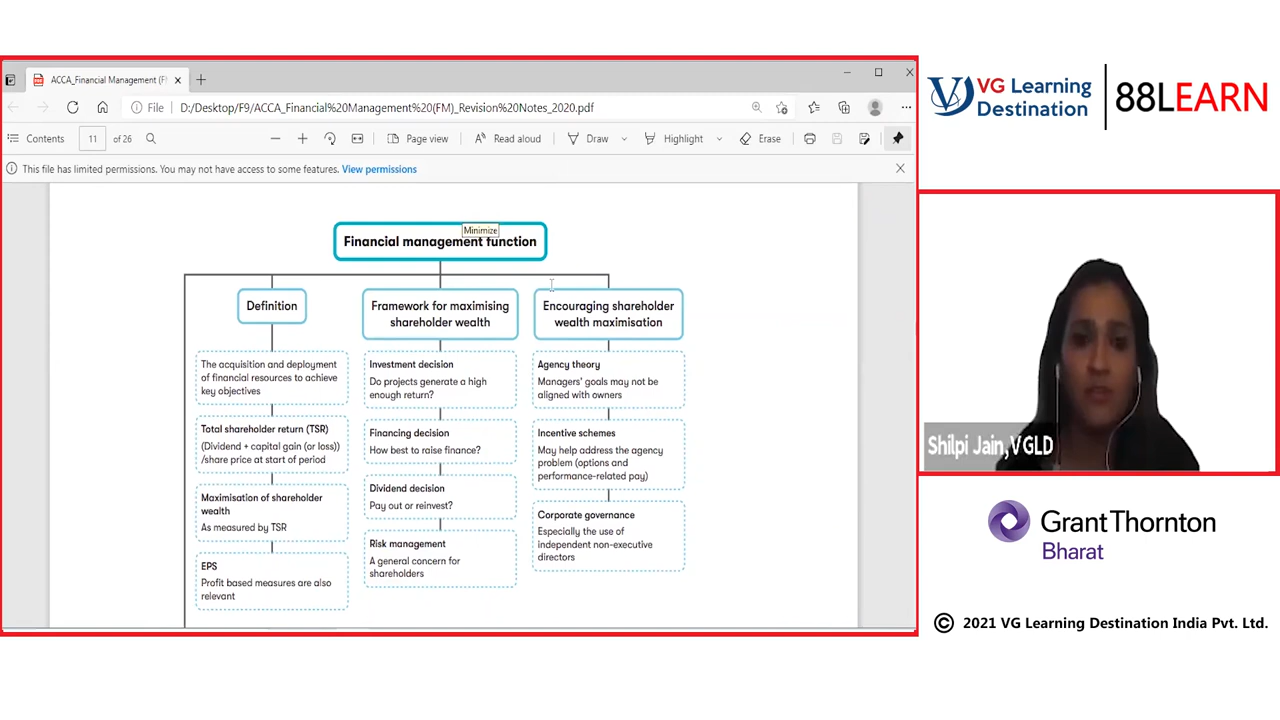 ACCA_Financial Management (F
File D:/Desktop/F9/ACCA_Financial%20Management%20(FM)_Revision%20Notes_2020.pdf
Contents 11 of 26 Page view Read aloud Draw Highlight Erase
This file has limited permissions. You may not have access to some features. View permissions
Minimize
Financial management function
Definition
The acquisition and deployment
of financial resources to achieve
key objectives
Total shareholder return (TSR)
(Dividend + capital gain (or loss))
/share price at start of period
Maximisation of shareholder
wealth
As measured by TSR
EPS
Profit based measures are also
relevant
Framework for maximising
shareholder wealth
Investment decision
Do projects generate a high
enough return?
Financing decision
How best to raise finance?
Dividend decision
Pay out or reinvest?
Risk management
A general concern for
shareholders
Encouraging shareholder
wealth maximisation
Agency theory
Managers' goals may not be
aligned with owners
Incentive schemes
May help address the agency
problem (options and
performance-related pay)
Corporate governance
Especially the use of
independent non-executive
directors
VG Learning
Destination
88LEARN
Shilpi Jain,VGLD
GrantThornton
Bharat
© 2021 VG Learning Destination India Pvt. Ltd.